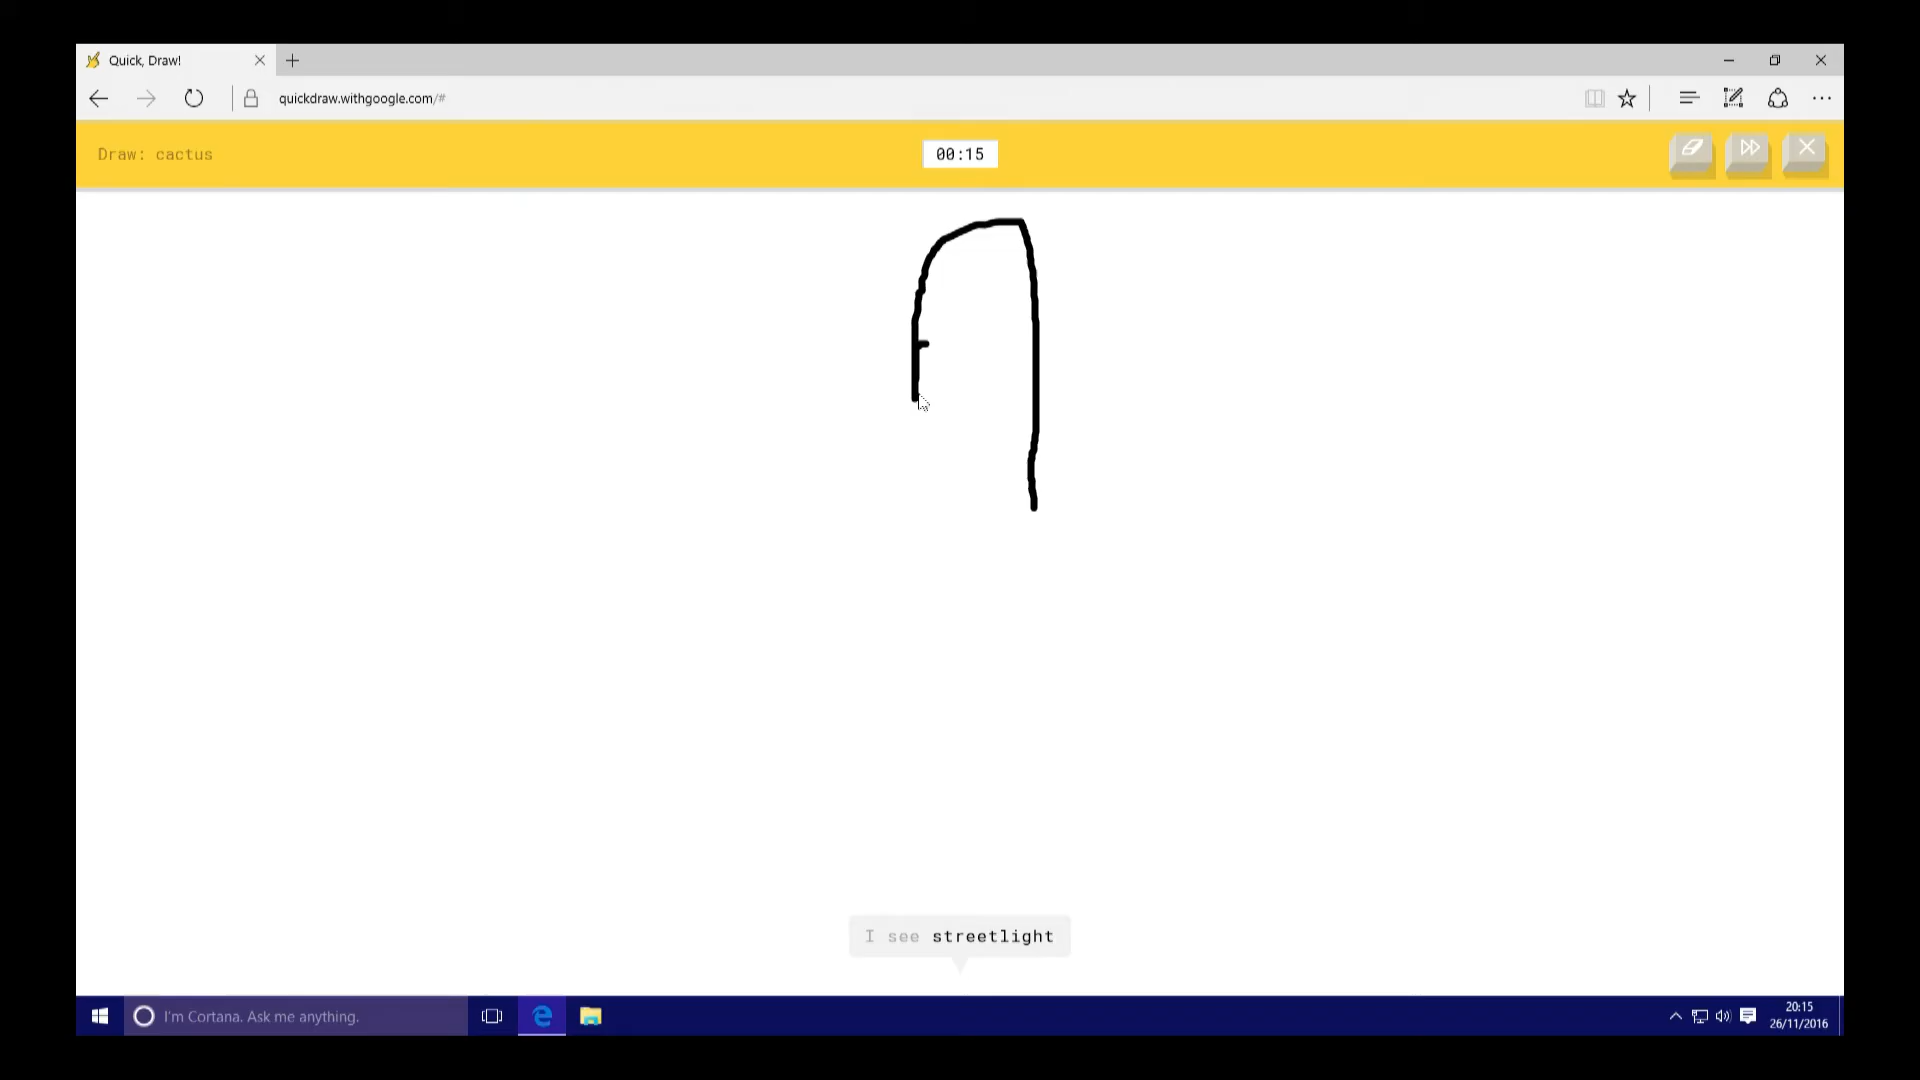 Quick, Draw!
quickdraw.withgoogle.com/#
Draw: cactus
00:15
I see streetlight
I'm Cortana. Ask me anything.
20:15
26/11/2016